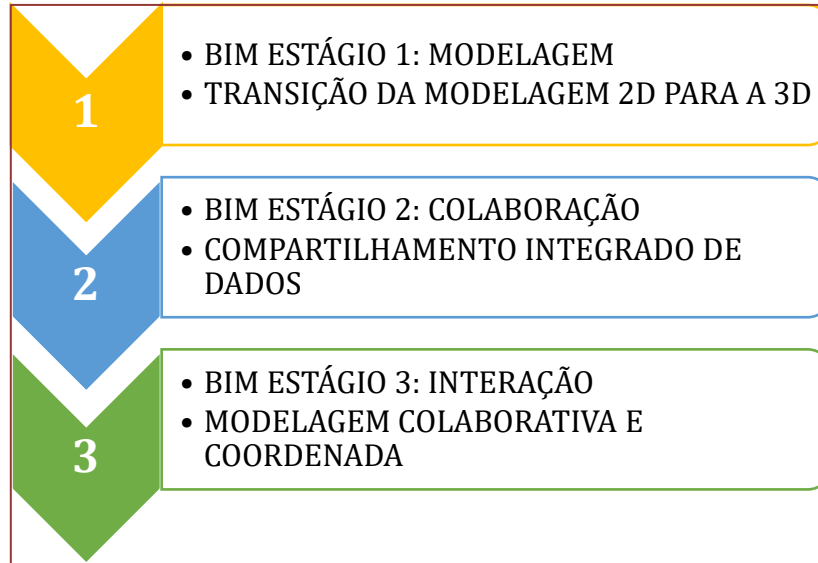 1
• BIM ESTÁGIO 1: MODELAGEM
• TRANSIÇÃO DA MODELAGEM 2D PARA A 3D
2
• BIM ESTÁGIO 2: COLABORAÇÃO
• COMPARTILHAMENTO INTEGRADO DE
DADOS
3
• BIM ESTÁGIO 3: INTERAÇÃO
• MODELAGEM COLABORATIVA E
COORDENADA